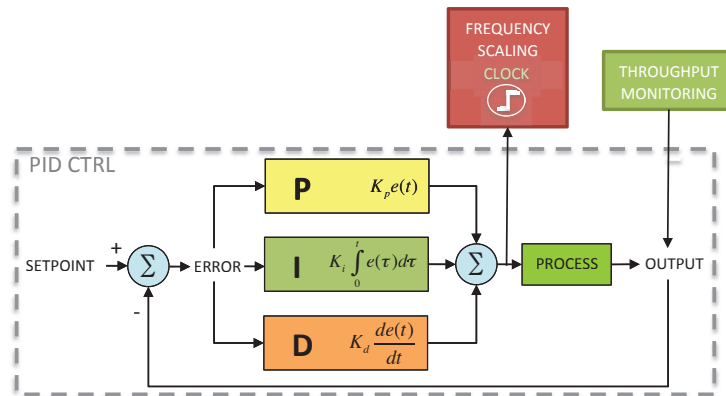 FREQUENCY
SCALING
CLOCK
THROUGHPUT
MONITORING
PID CTRL
P K_p e(t)
+
SETPOINT
Σ
ERROR
I K_i ∫_0^t e(τ)dτ
Σ
PROCESS
OUTPUT
-
D K_d de(t)/dt